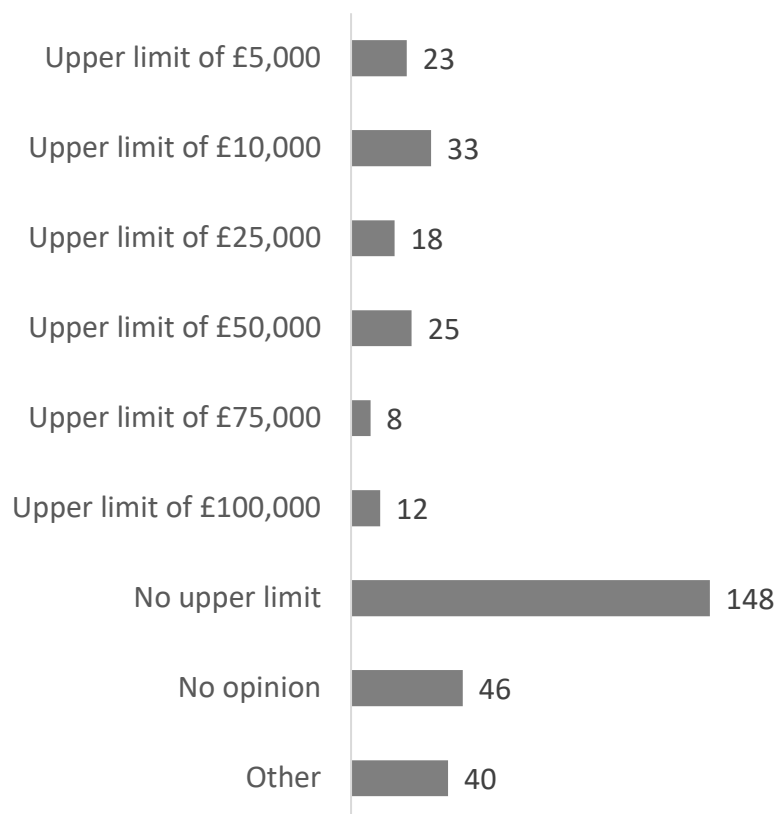 Upper limit of £5,000 23
Upper limit of £10,000 33
Upper limit of £25,000 18
Upper limit of £50,000 25
Upper limit of £75,000 8
Upper limit of £100,000 12
No upper limit 148
No opinion 46
Other 40